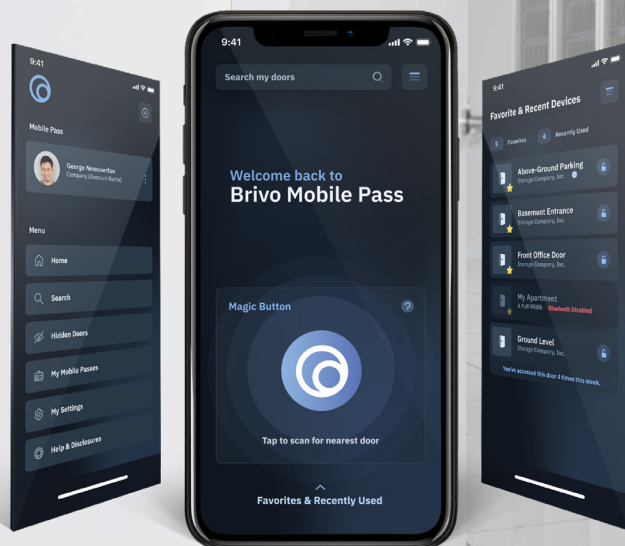 9:41
Mobile Pass
George Newoserton
Company (Account Name)
Menu
Home
Search
Hidden Doors
My Mobile Passes
My Settings
Help & Disclosures
9:41
Search my doors
Welcome back to
Brivo Mobile Pass
Magic Button
?
Tap to scan for nearest door
Favorites & Recently Used
9:41
Favorite & Recent Devices
5 Favorites 4 Recently Used
Above-Ground Parking
Storage Company, Inc.
Basement Entrance
Storage Company, Inc.
Front Office Door
Storage Company, Inc.
My Apartment
Bluetooth Disabled
Ground Level
Storage Company, Inc.
You've accessed this door 4 times this week.